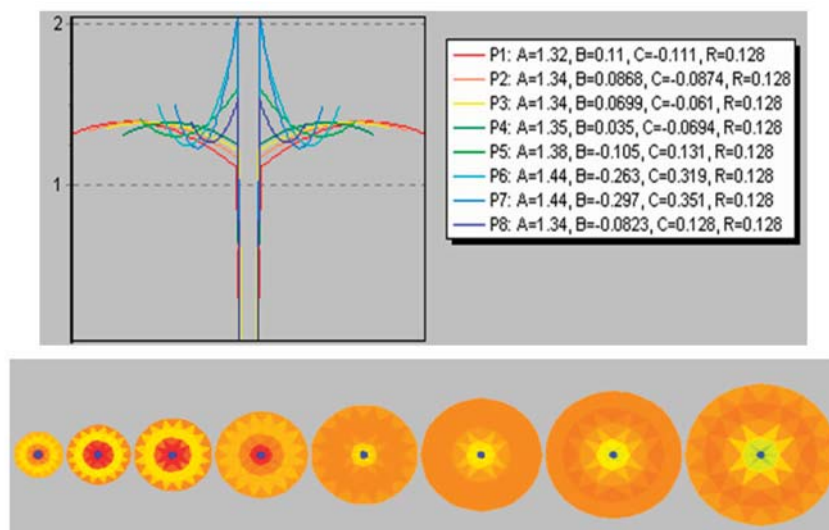 2
1
P1: A=1.32, B=0.11, C=-0.111, R=0.128
P2: A=1.34, B=0.0868, C=-0.0874, R=0.128
P3: A=1.34, B=0.0699, C=-0.061, R=0.128
P4: A=1.35, B=0.035, C=-0.0694, R=0.128
P5: A=1.38, B=-0.105, C=0.131, R=0.128
P6: A=1.44, B=-0.263, C=0.319, R=0.128
P7: A=1.44, B=-0.297, C=0.351, R=0.128
P8: A=1.34, B=-0.0823, C=0.128, R=0.128